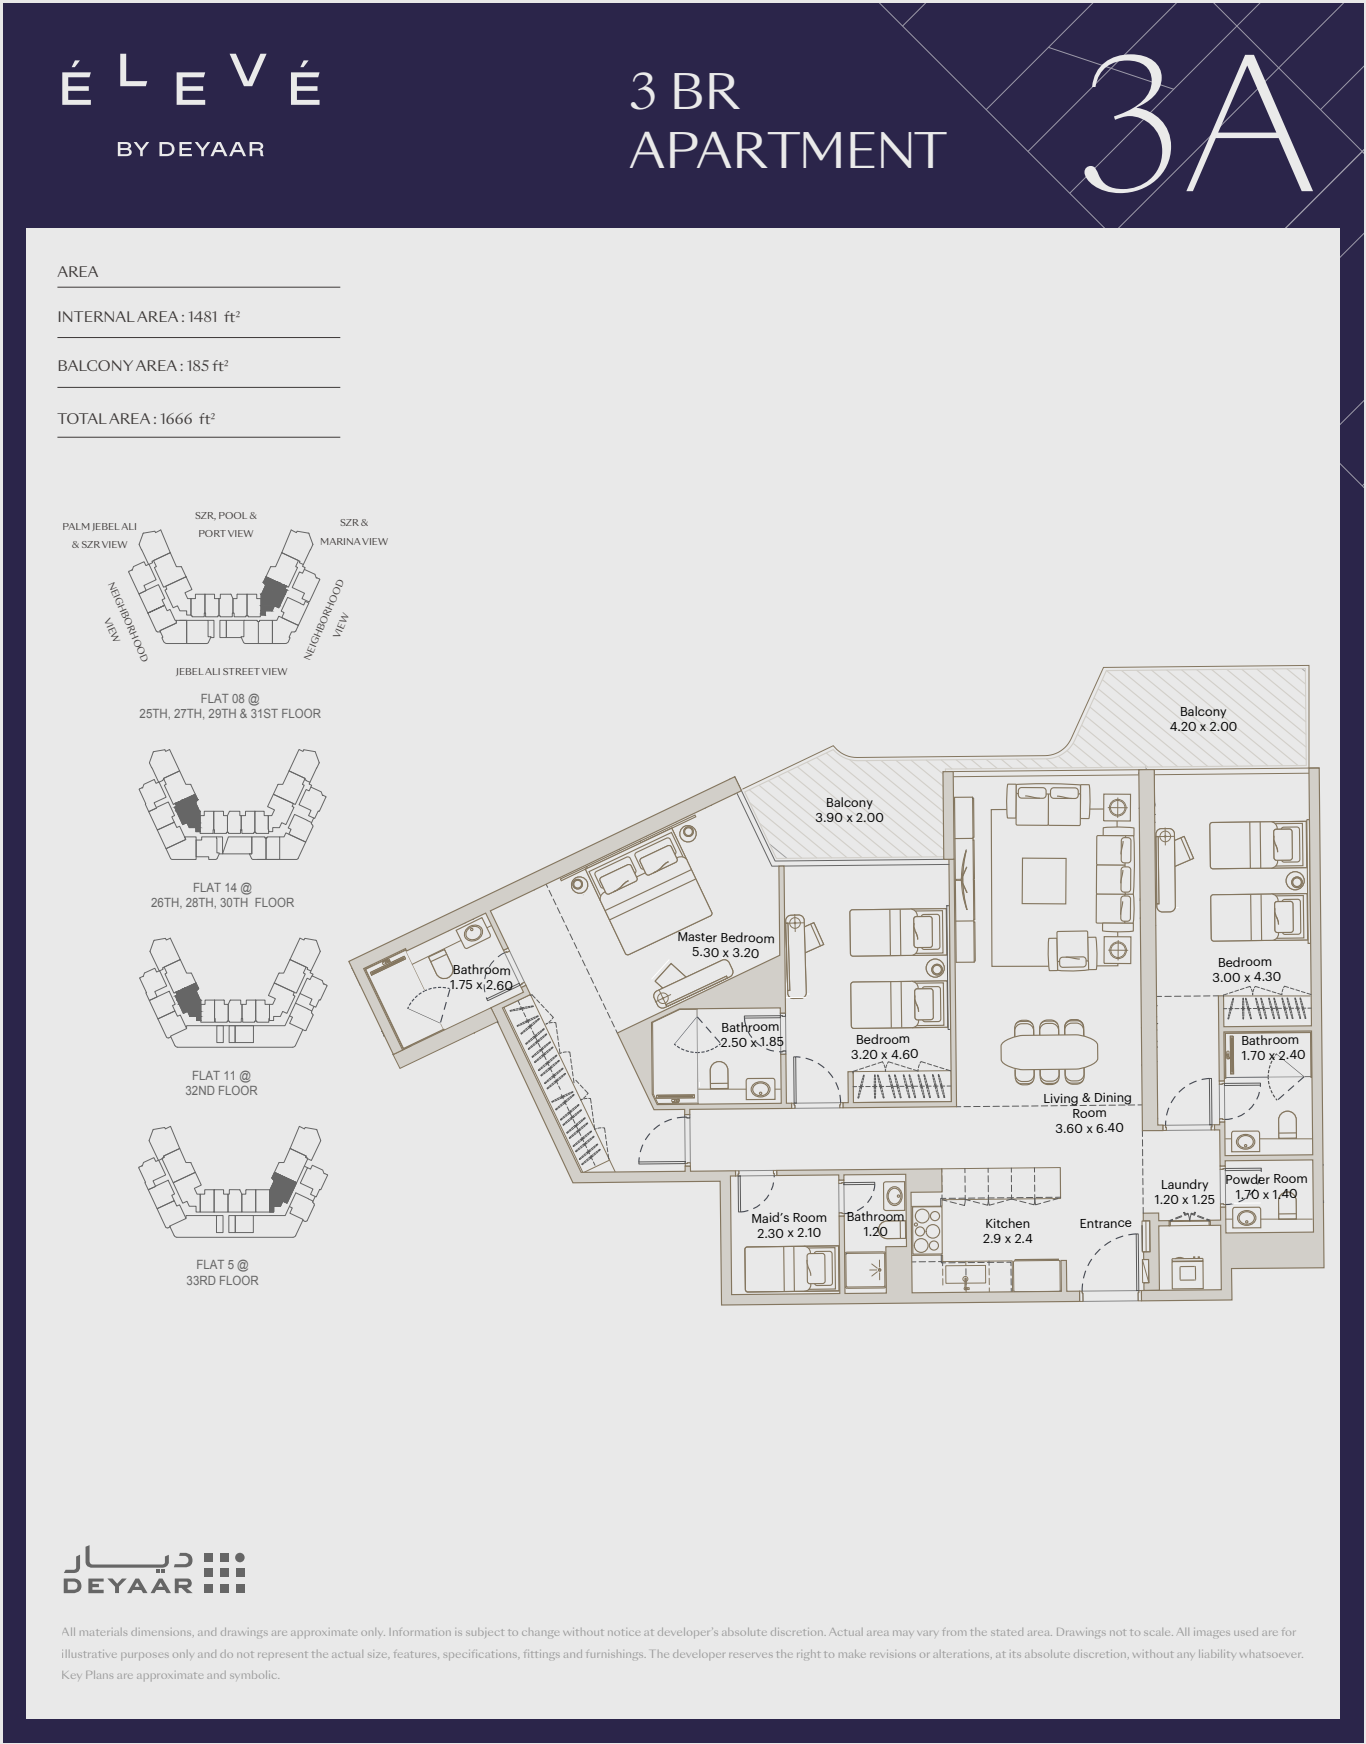 ÉLEVÉ
BY DEYAAR
3 BR
APARTMENT
3A
AREA
INTERNAL AREA : 1481 ft²
BALCONY AREA : 185 ft²
TOTAL AREA : 1666 ft²
PALM JEBEL ALI
& SZR VIEW
SZR, POOL &
PORT VIEW
SZR &
MARINA VIEW
NEIGHBORHOOD
VIEW
NEIGHBORHOOD
VIEW
JEBEL ALI STREET VIEW
FLAT 08 @
25TH, 27TH, 29TH & 31ST FLOOR
FLAT 14 @
26TH, 28TH, 30TH FLOOR
FLAT 11 @
32ND FLOOR
FLAT 5 @
33RD FLOOR
Balcony
4.20 x 2.00
Balcony
3.90 x 2.00
Master Bedroom
5.30 x 3.20
Bathroom
1.75 x 2.60
Bedroom
3.00 x 4.30
Bathroom
2.50 x 1.85
Bedroom
3.20 x 4.60
Bathroom
1.70 x 2.40
Living & Dining
Room
3.60 x 6.40
Laundry
1.20 x 1.25
Powder Room
1.70 x 1.40
Maid's Room
2.30 x 2.10
Bathroom
1.20
Kitchen
2.9 x 2.4
Entrance
ديار
DEYAAR
All materials dimensions, and drawings are approximate only. Information is subject to change without notice at developer's absolute discretion. Actual area may vary from the stated area. Drawings not to scale. All images used are for
illustrative purposes only and do not represent the actual size, features, specifications, fittings and furnishings. The developer reserves the right to make revisions or alterations, at its absolute discretion, without any liability whatsoever.
Key Plans are approximate and symbolic.